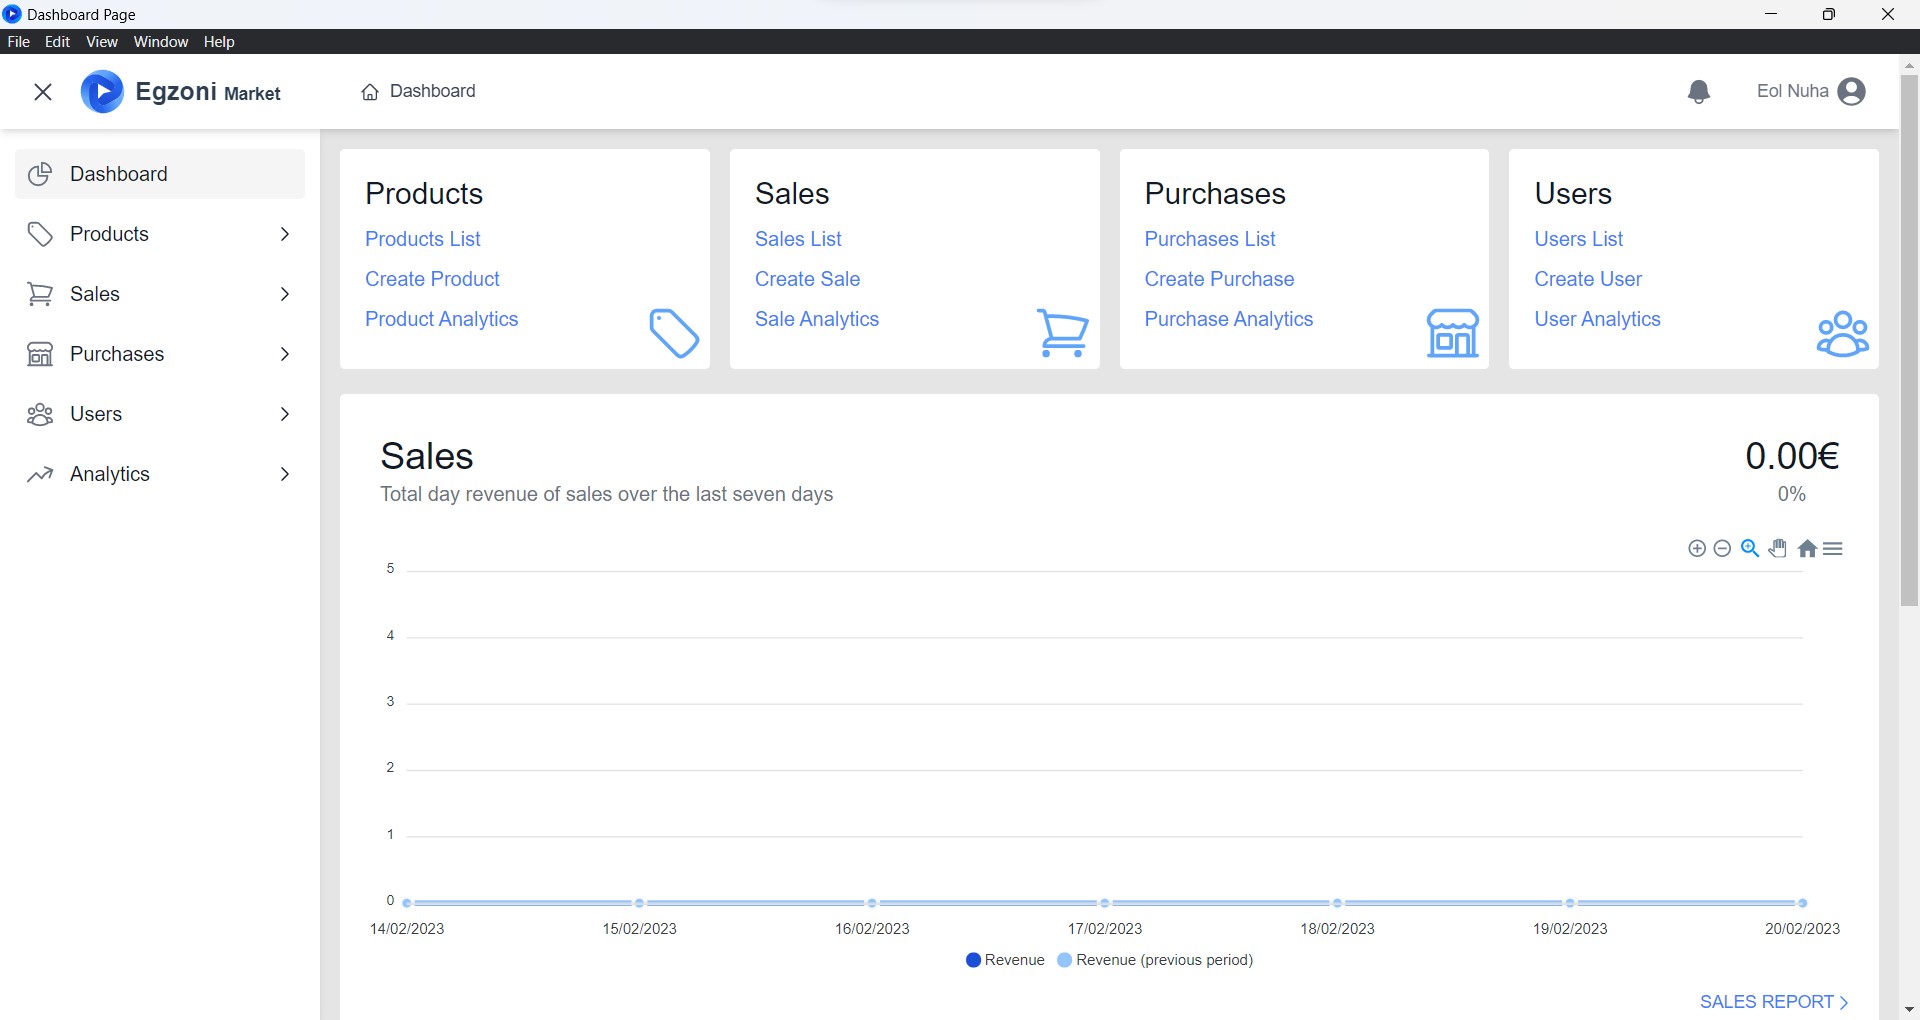 Dashboard Page
File Edit View Window Help
Egzoni Market
Dashboard
Eol Nuha
Dashboard
Products
Sales
Purchases
Users
Analytics
Products
Products List
Create Product
Product Analytics
Sales
Sales List
Create Sale
Sale Analytics
Purchases
Purchases List
Create Purchase
Purchase Analytics
Users
Users List
Create User
User Analytics
Sales
Total day revenue of sales over the last seven days
0.00€
0%
5
4
3
2
1
0
14/02/2023 15/02/2023 16/02/2023 17/02/2023 18/02/2023 19/02/2023 20/02/2023
Revenue Revenue (previous period)
SALES REPORT